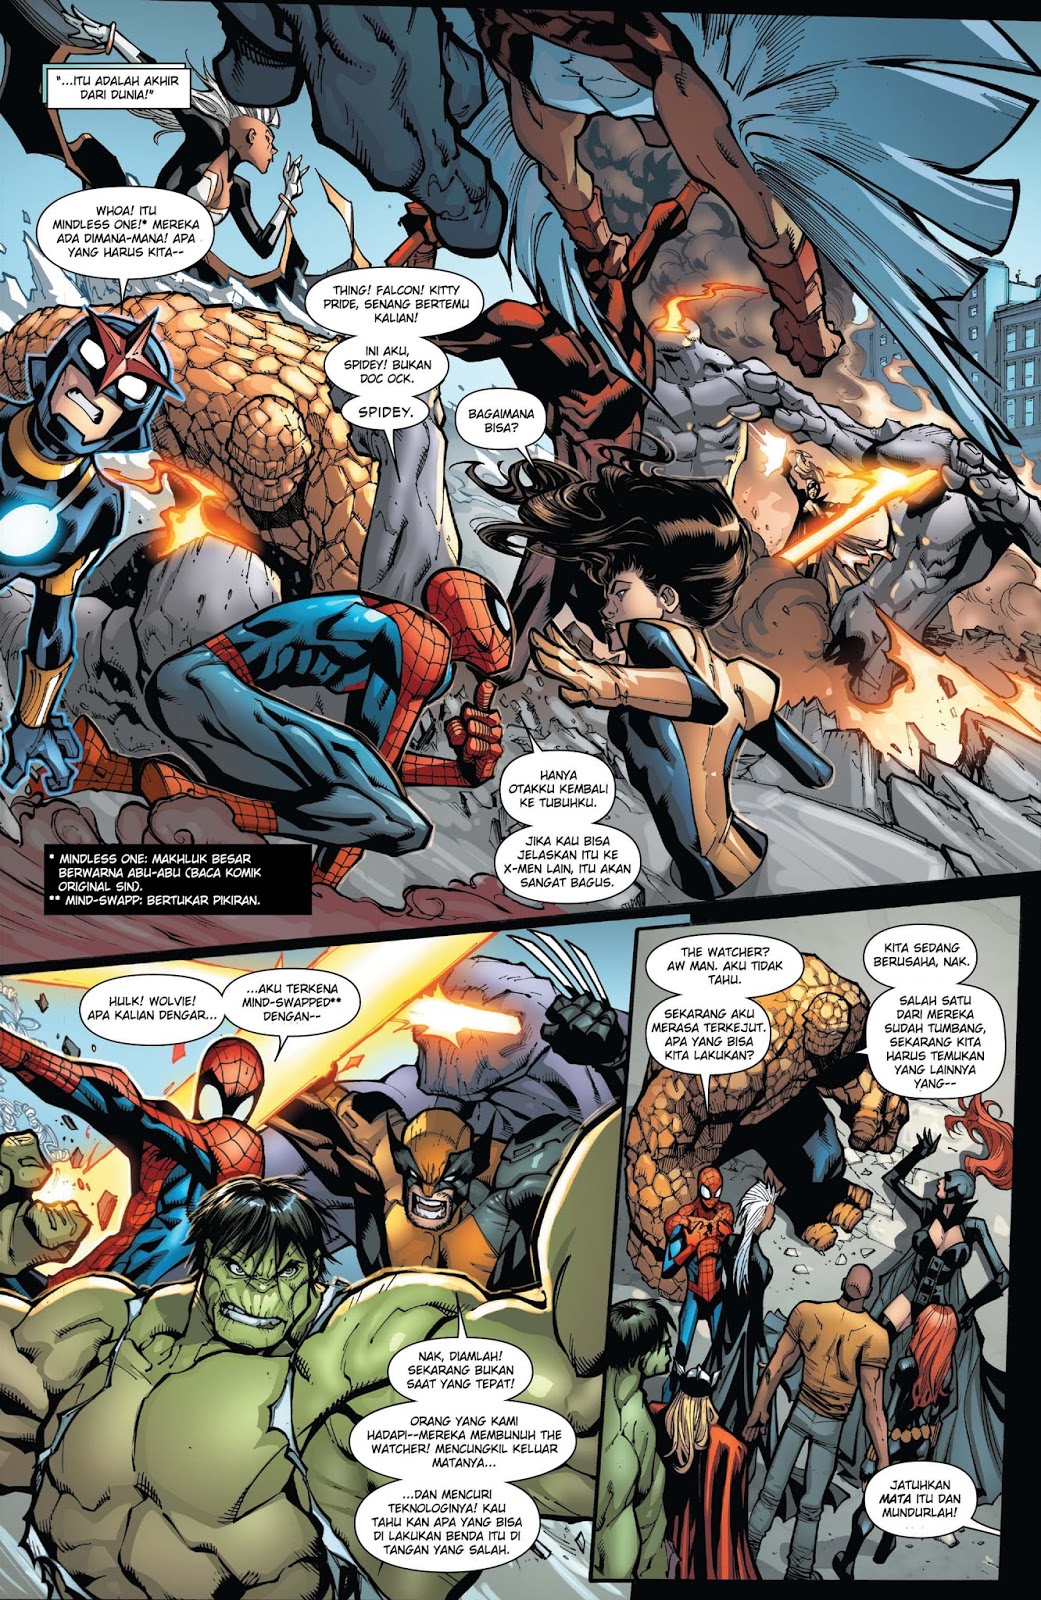 "...ITU ADALAH AKHIR
DARI DUNIA!"
WHOA! ITU
MINDLESS ONE!* MEREKA
ADA DIMANA-MANA! APA
YANG HARUS KITA--
THING! FALCON! KITTY
PRIDE, SENANG BERTEMU
KALIAN!
INI AKU,
SPIDEY! BUKAN
DOC OCK.
SPIDEY.
BAGAIMANA
BISA?
HANYA
OTAKKU KEMBALI
KE TUBUHKU.
JIKA KAU BISA
JELASKAN ITU KE
X-MEN LAIN, ITU AKAN
SANGAT BAGUS.
* MINDLESS ONE: MAKHLUK BESAR
BERWARNA ABU-ABU (BACA KOMIK
ORIGINAL SIN).
** MIND-SWAPP: BERTUKAR PIKIRAN.
HULK! WOLVIE!
APA KALIAN DENGAR...
...AKU TERKENA
MIND-SWAPPED**
DENGAN--
NAK, DIAMLAH!
SEKARANG BUKAN
SAAT YANG TEPAT!
ORANG YANG KAMI
HADAPI--MEREKA MEMBUNUH THE
WATCHER! MENCUNGKIL KELUAR
MATANYA...
...DAN MENCURI
TEKNOLOGINYA! KAU
TAHU KAN APA YANG BISA
DI LAKUKAN BENDA ITU DI
TANGAN YANG SALAH.
THE WATCHER?
AW MAN. AKU TIDAK
TAHU.
SEKARANG AKU
MERASA TERKEJUT.
APA YANG BISA
KITA LAKUKAN?
KITA SEDANG
BERUSAHA, NAK.
SALAH SATU
DARI MEREKA
SUDAH TUMBANG,
SEKARANG KITA
HARUS TEMUKAN
YANG LAINNYA
YANG--
JATUHKAN
MATA ITU DAN
MUNDURLAH!